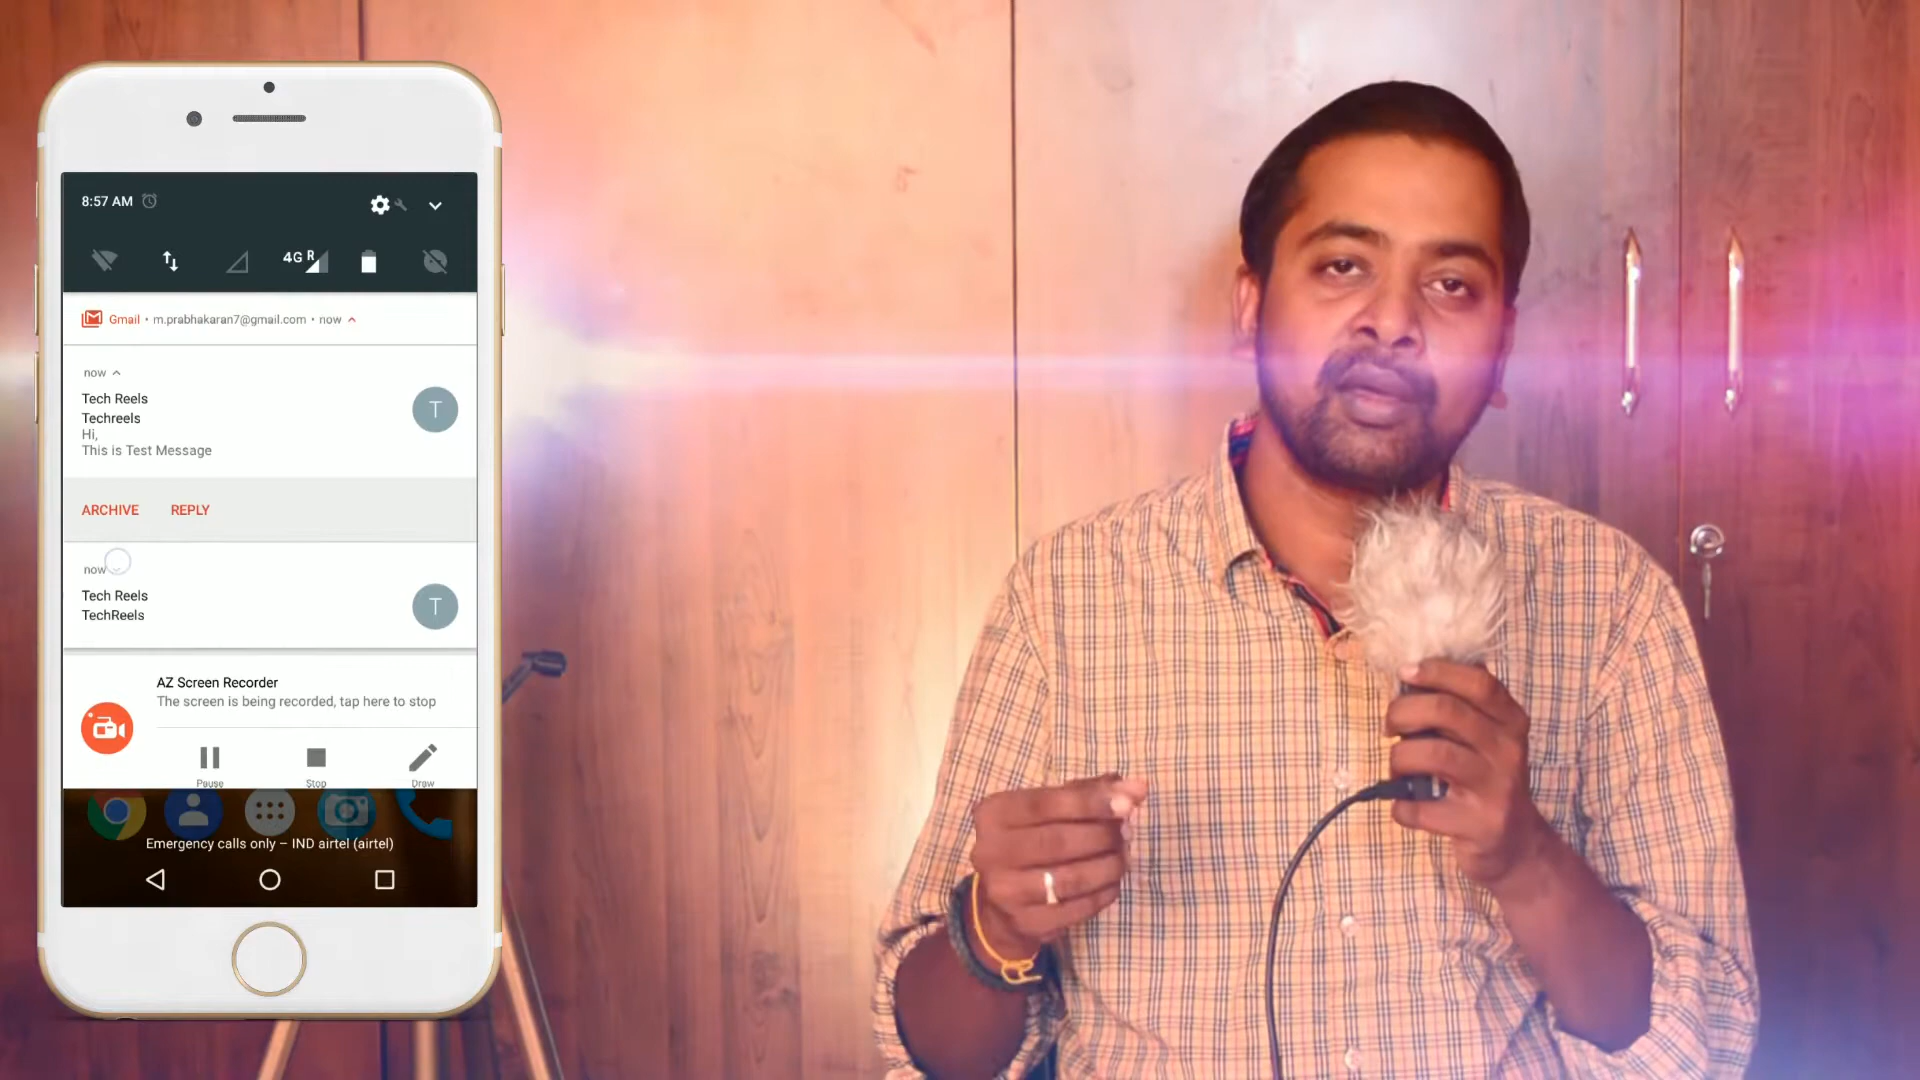 8:57 AM
4G R
Gmail • m.prabhakaran7@gmail.com • now
now
Tech Reels
Techreels
Hi,
This is Test Message
T
ARCHIVE REPLY
now
Tech Reels
TechReels
T
AZ Screen Recorder
The screen is being recorded, tap here to stop
Pause Stop Draw
Emergency calls only – IND airtel (airtel)